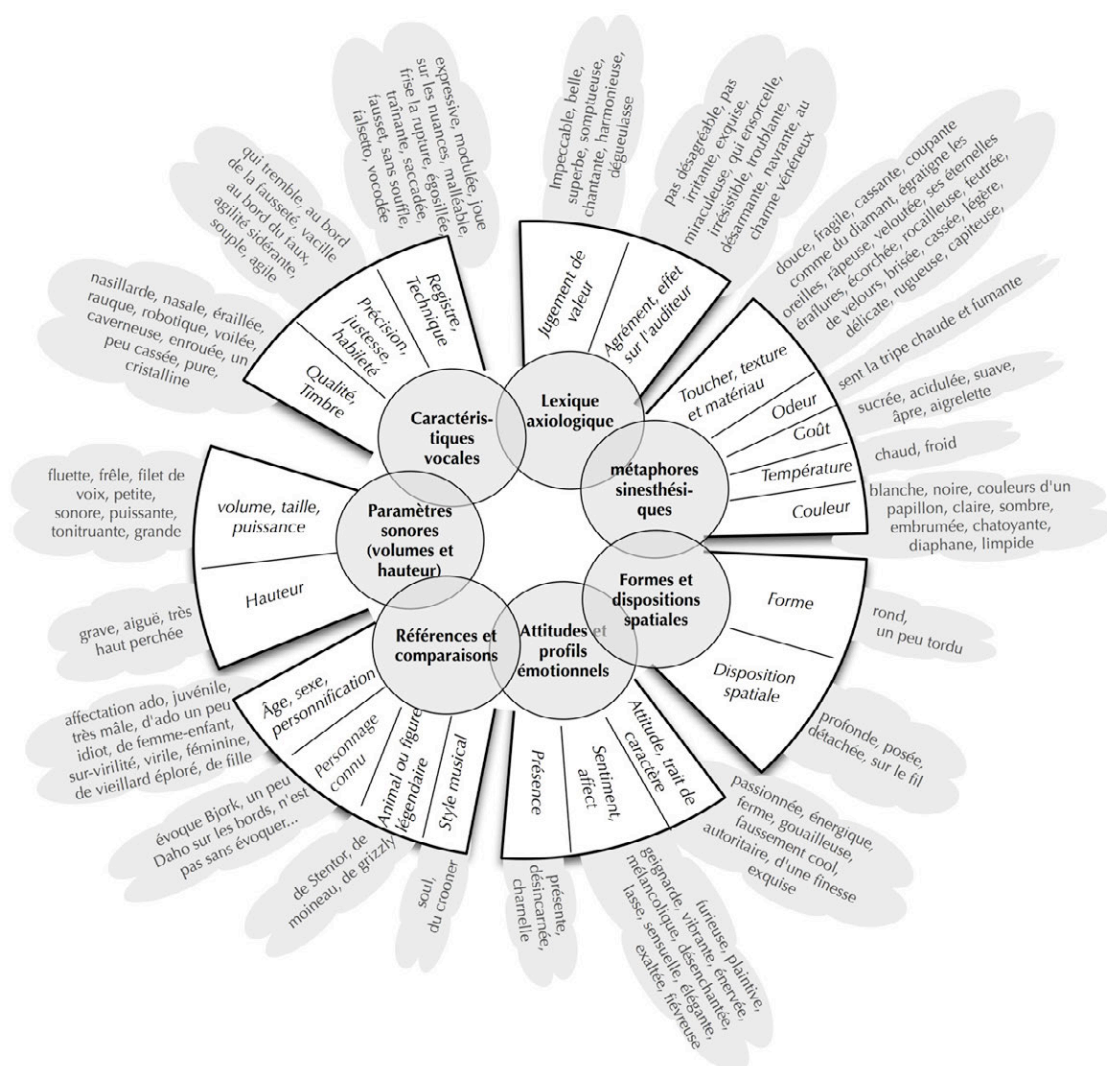 expressive, modulée, joue
sur les nuances, malléable,
frise la rupture, égosillée,
traînante, saccadée,
fausset, sans souffle,
falsetto, vocodée
Registre,
Technique
qui tremble, au bord
de la fausseté, vacille
au bord du faux,
agilité sidérante,
souple, agile
Précision,
justesse,
habileté
nasillarde, nasale, éraillée,
rauque, robotique, voilée,
caverneuse, enrouée, un
peu cassée, pure,
cristalline
Qualité,
Timbre
Caractéris-
tiques
vocales
Impeccable, belle,
superbe, somptueuse,
chantante, harmonieuse,
dégueulasse
Jugement de
valeur
pas désagréable, pas
irritante, exquise,
miraculeuse, qui ensorcelle,
irrésistible, troublante,
désarmante, navrante, au
charme vénéneux
Agrément, effet
sur l'auditeur
Lexique
axiologique
douce, fragile, cassante, coupante
comme du diamant, égratigne les
oreilles, râpeuse, veloutée, ses éternelles
éraflures, écorchée, rocailleuse, feutrée,
de velours, brisée, cassée, légère,
délicate, rugueuse, capiteuse,
Toucher, texture
et matériau
sent la tripe chaude et fumante
Odeur
sucrée, acidulée, suave,
âpre, aigrelette
Goût
chaud, froid
Température
blanche, noire, couleurs d'un
papillon, claire, sombre,
embrumée, chatoyante,
diaphane, limpide
Couleur
métaphores
sinesthési-
ques
Formes et
dispositions
spatiales
Forme
rond,
un peu tordu
Disposition
spatiale
profonde, posée,
détachée, sur le fil
Attitudes et
profils
émotionnels
Attitude, trait de
caractère
passionnée, énergique,
ferme, gouailleuse,
faussement cool,
autoritaire, d'une finesse
exquise
Sentiment,
affect
furieuse, plaintive,
geignarde, vibrante, énervée,
mélancolique, désenchantée,
lasse, sensuelle, élégante,
exaltée, fiévreuse
Présence
présente,
désincarnée,
charnelle
Références et
comparaisons
Style musical
soul,
du crooner
Animal ou figure
légendaire
de Stentor, de
moineau, de grizzly
Personnage
connu
évoque Bjork, un peu
Daho sur les bords, n'est
pas sans évoquer...
Âge, sexe,
personnification
affectation ado, juvénile,
très mâle, d'ado un peu
idiot, de femme-enfant,
sur-virilité, virile, féminine,
de vieillard éploré, de fille
Paramètres
sonores
(volumes et
hauteur)
Hauteur
grave, aiguë, très
haut perchée
volume, taille,
puissance
fluette, frêle, filet de
voix, petite,
sonore, puissante,
tonitruante, grande